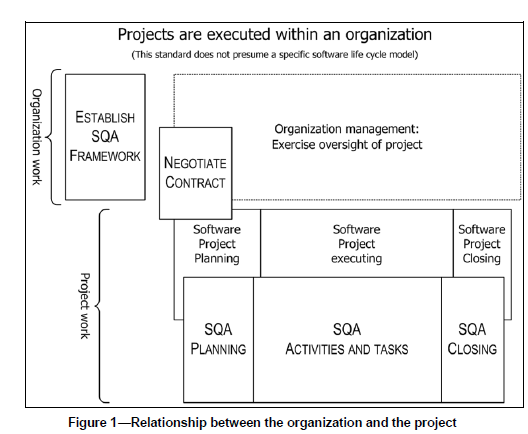 Projects are executed within an organization
(This standard does not presume a specific software life cycle model)
Organization work
ESTABLISH
SQA
FRAMEWORK
Organization management:
Exercise oversight of project
NEGOTIATE
CONTRACT
Project work
Software
Project
Planning
Software
Project
executing
Software
Project
Closing
SQA
PLANNING
SQA
ACTIVITIES AND TASKS
SQA
CLOSING
Figure 1—Relationship between the organization and the project